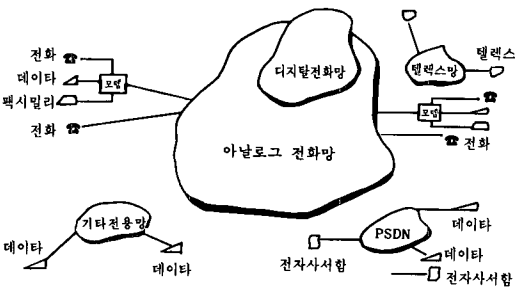 전화
데이타
팩시밀리
모뎀
전화
디지탈전화망
아날로그 전화망
텔렉스
텔렉스망
모뎀
전화
기타전용망
데이타
데이타
PSDN
데이타
데이타
전자사서함
전자사서함